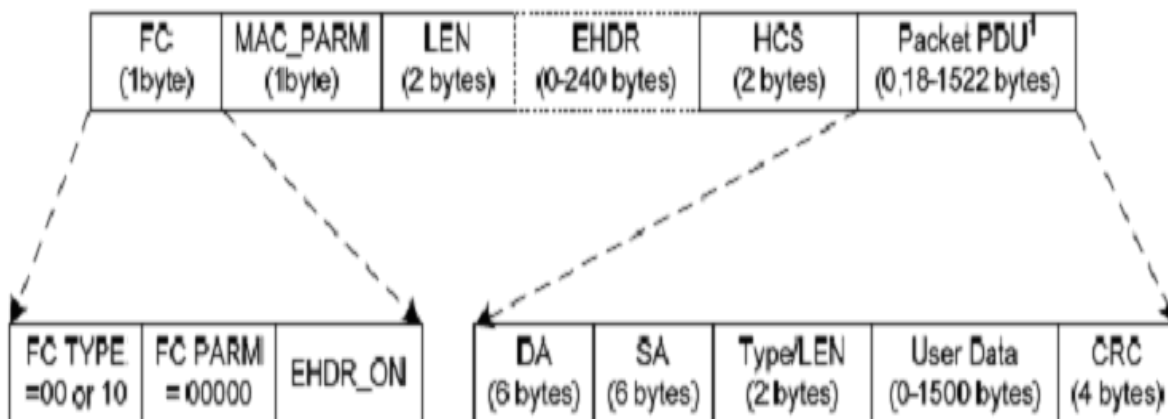 FC
(1byte)
MAC_PARM
(1byte)
LEN
(2 bytes)
EHDR
(0-240 bytes)
HCS
(2 bytes)
Packet PDU¹
(0,18-1522 bytes)
FC TYPE
=00 or 10
FC PARM
=00000
EHDR_ON
DA
(6 bytes)
SA
(6 bytes)
Type/LEN
(2 bytes)
User Data
(0-1500 bytes)
CRC
(4 bytes)